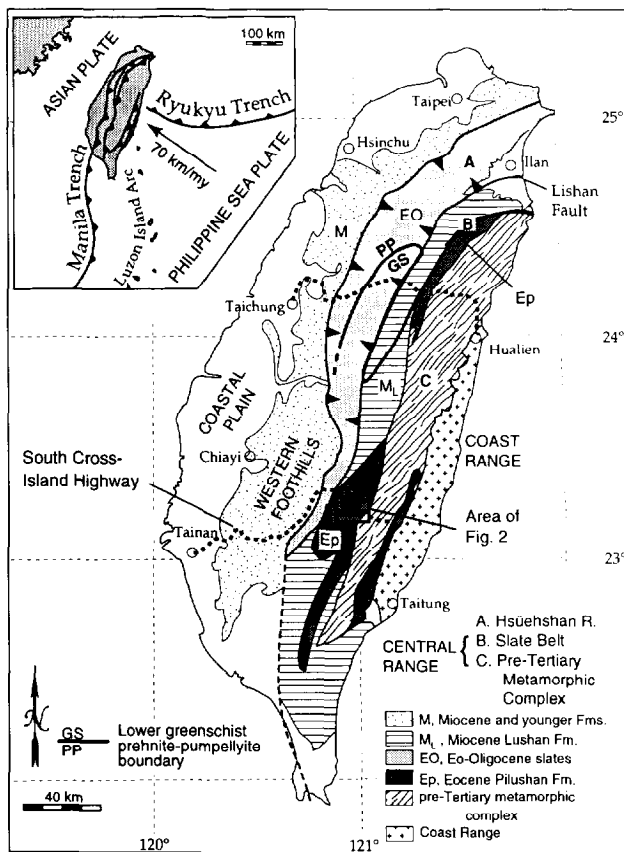 100 km
ASIAN PLATE
Ryukyu Trench
70 km/my
Manila Trench
Luzon Island Arc
PHILIPPINE SEA PLATE
Taipei
25°
Hsinchu
A
Ilan
Lishan
Fault
M
EO
B
PP
GS
Ep
Taichung
24°
Hualien
M_L
C
COASTAL
PLAIN
COAST
RANGE
Chiayi
WESTERN
FOOTHILLS
South Cross-
Island Highway
Area of
Fig. 2
Tainan
Ep
23°
Taitung
CENTRAL
RANGE
A. Hsüehshan R.
B. Slate Belt
C. Pre-Tertiary
Metamorphic
Complex
N
GS
PP
Lower greenschist
prehnite-pumpellyite
boundary
M, Miocene and younger Fms.
M_L , Miocene Lushan Fm.
EO, Eo-Oligocene slates
Ep, Eocene Pilushan Fm.
pre-Tertiary metamorphic
complex
Coast Range
40 km
120°
121°